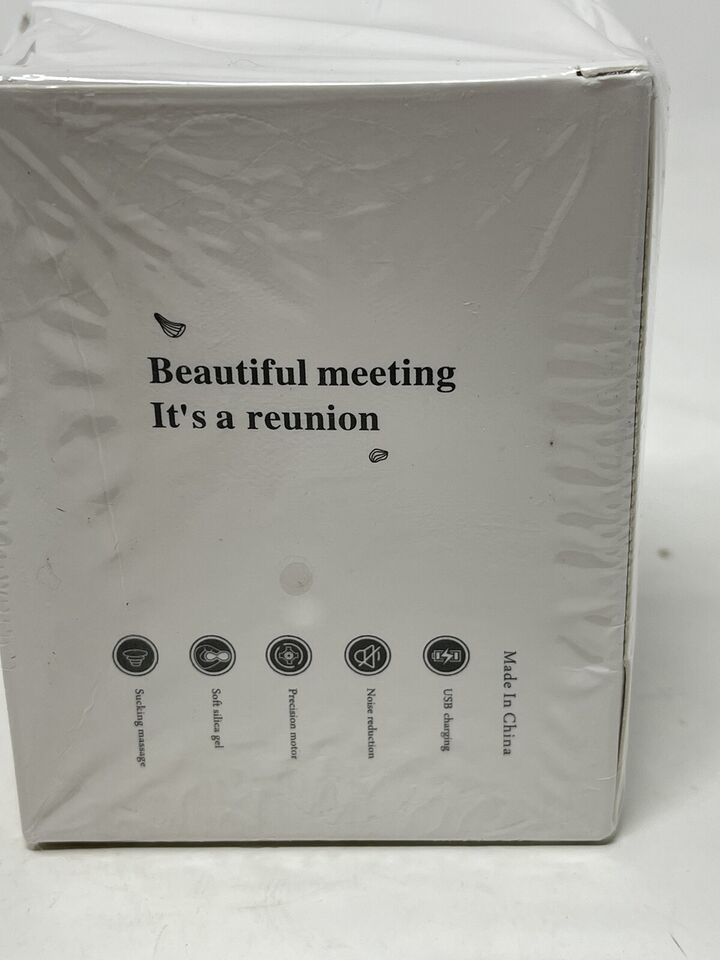 Beautiful meeting
It's a reunion
Sucking massage
Soft silica gel
Precision motor
Noise reduction
USB charging
Made In China